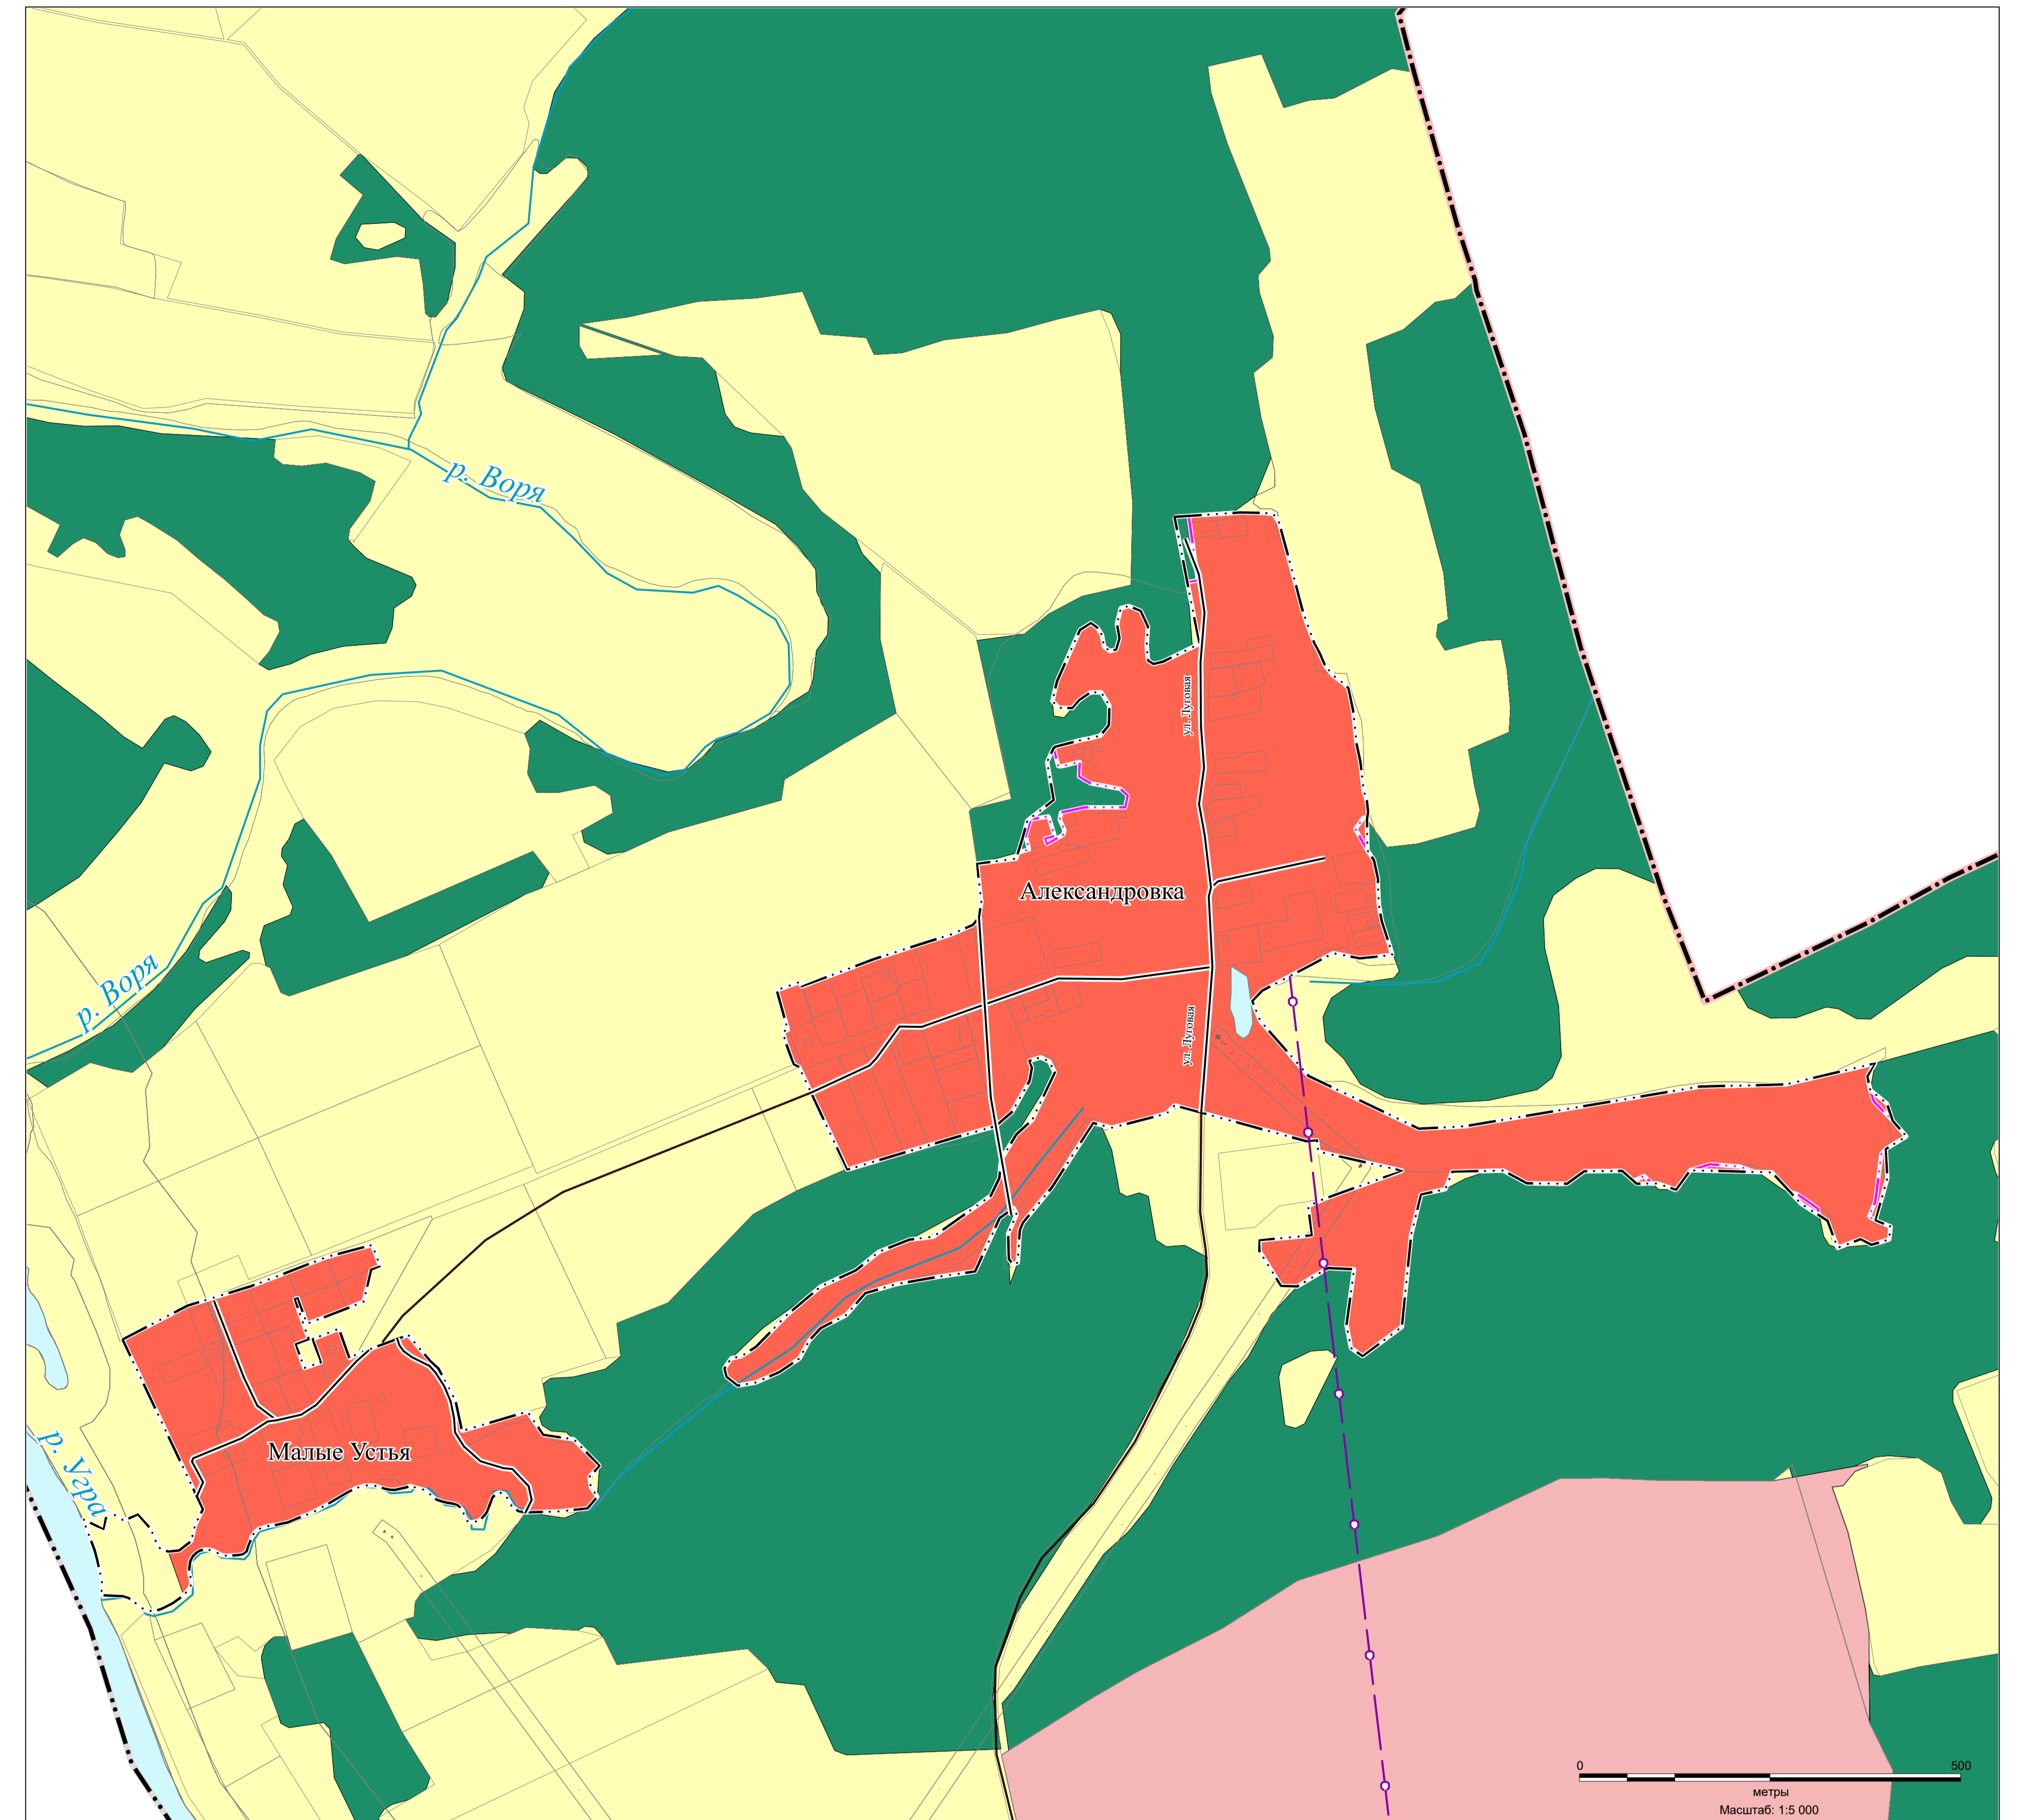 р. Воря
ул. Луговая
Александровка
р. Воря
ул. Луговая
Малые Устья
р. Угра
0 500
метры
Масштаб: 1:5 000